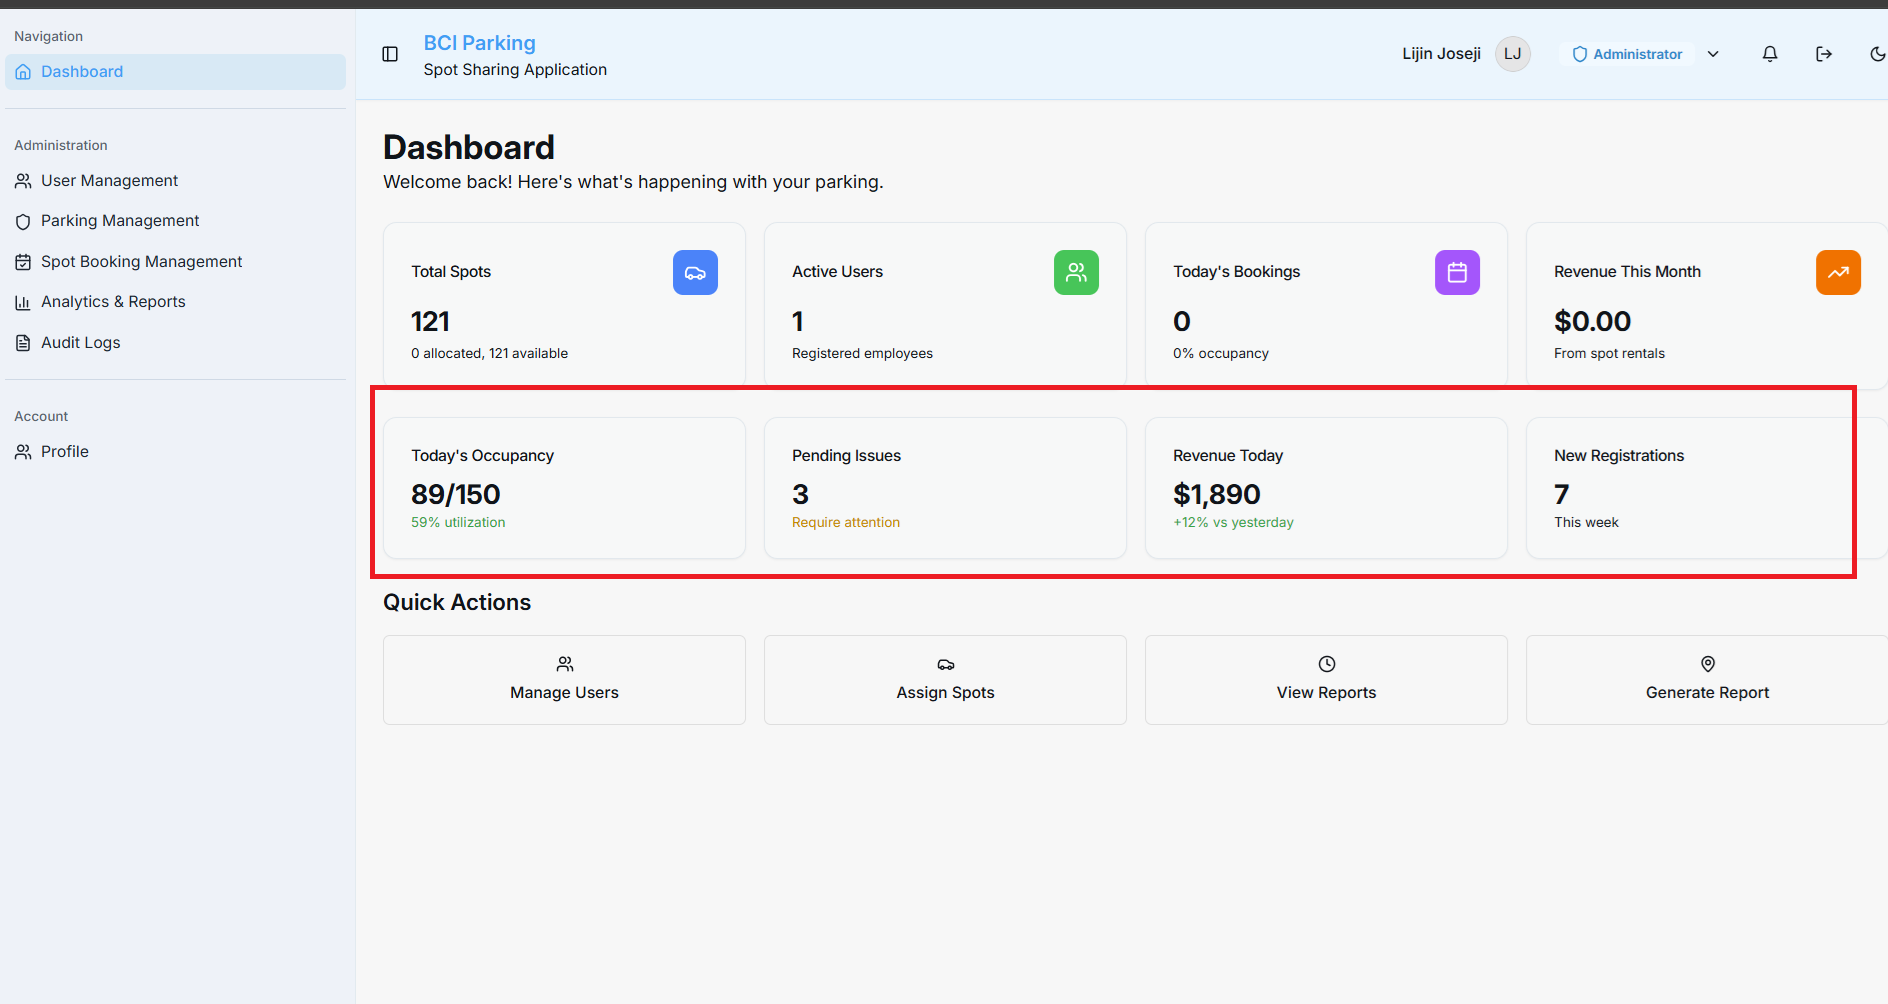 Navigation
Dashboard
Administration
User Management
Parking Management
Spot Booking Management
Analytics & Reports
Audit Logs
Account
Profile
BCI Parking
Spot Sharing Application
Lijin Joseji
LJ
Administrator
Dashboard
Welcome back! Here's what's happening with your parking.
Total Spots
121
0 allocated, 121 available
Active Users
1
Registered employees
Today's Bookings
0
0% occupancy
Revenue This Month
$0.00
From spot rentals
Today's Occupancy
89/150
59% utilization
Pending Issues
3
Require attention
Revenue Today
$1,890
+12% vs yesterday
New Registrations
7
This week
Quick Actions
Manage Users
Assign Spots
View Reports
Generate Report